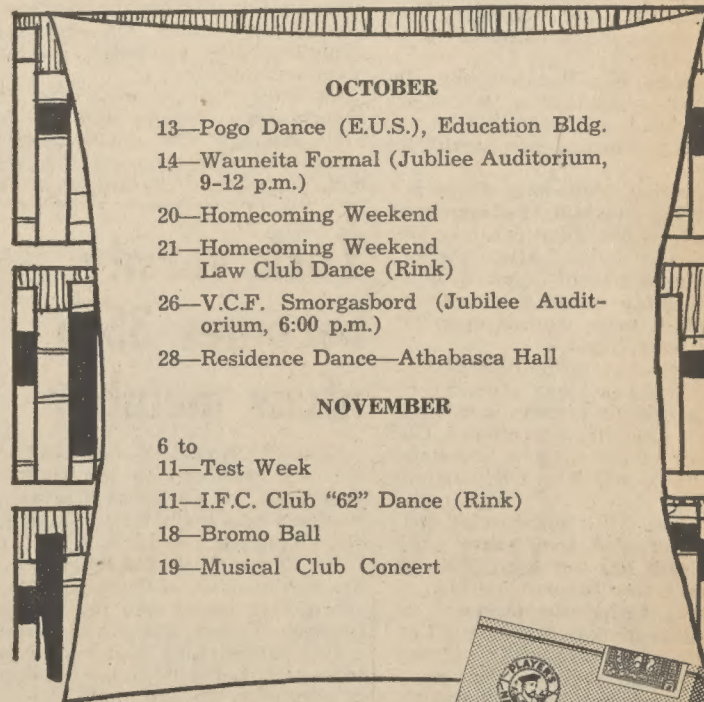 OCTOBER
13—Pogo Dance (E.U.S.), Education Bldg.
14—Wauneita Formal (Jubliee Auditorium,
9-12 p.m.)
20—Homecoming Weekend
21—Homecoming Weekend
Law Club Dance (Rink)
26—V.C.F. Smorgasbord (Jubilee Audit-
orium, 6:00 p.m.)
28—Residence Dance—Athabasca Hall
NOVEMBER
6 to
11—Test Week
11—I.F.C. Club “62” Dance (Rink)
18—Bromo Ball
19—Musical Club Concert
PLAYER'S